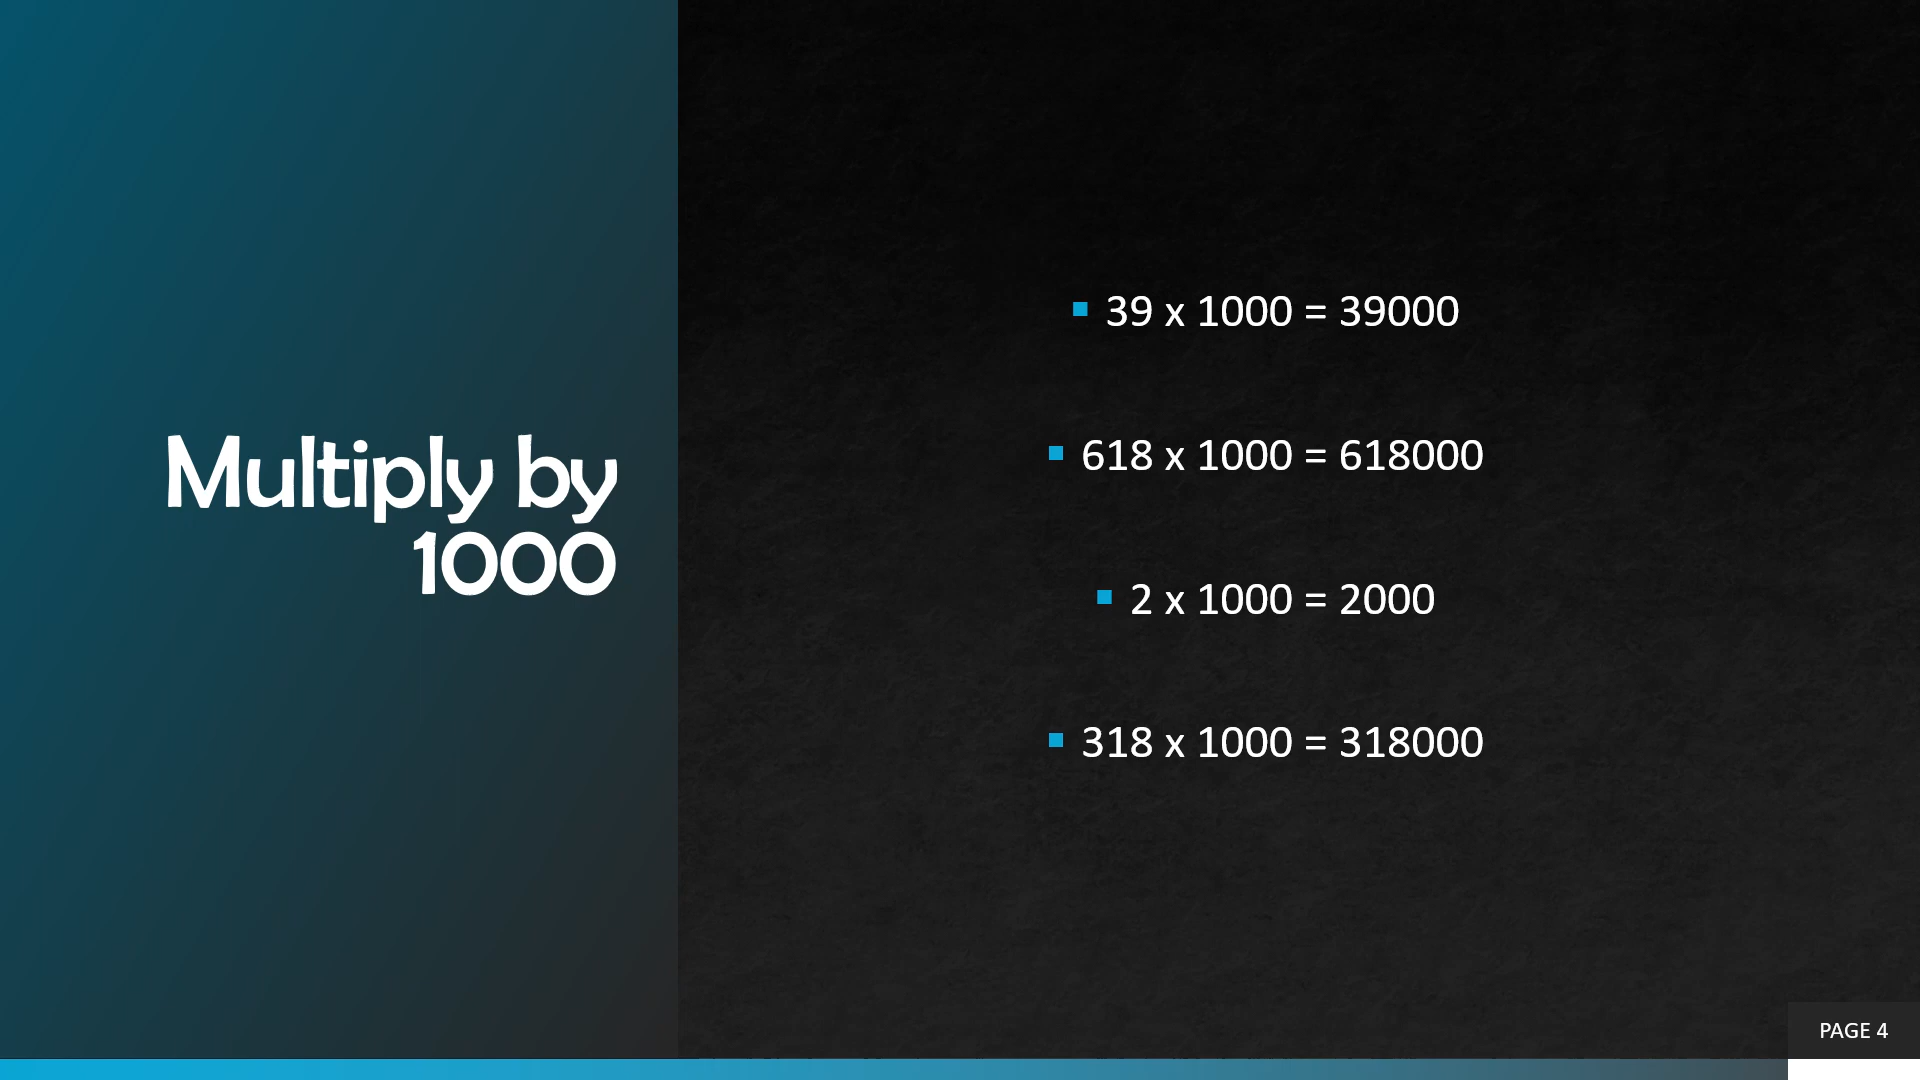 Multiply by
1000
39 x 1000 = 39000
618 x 1000 = 618000
2 x 1000 = 2000
318 x 1000 = 318000
PAGE 4